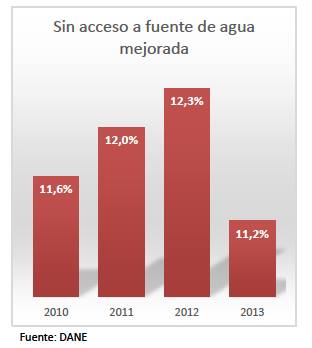 Sin acceso a fuente de agua
mejorada
12,3%
12,0%
11,6%
11,2%
2010 2011 2012 2013
Fuente: DANE